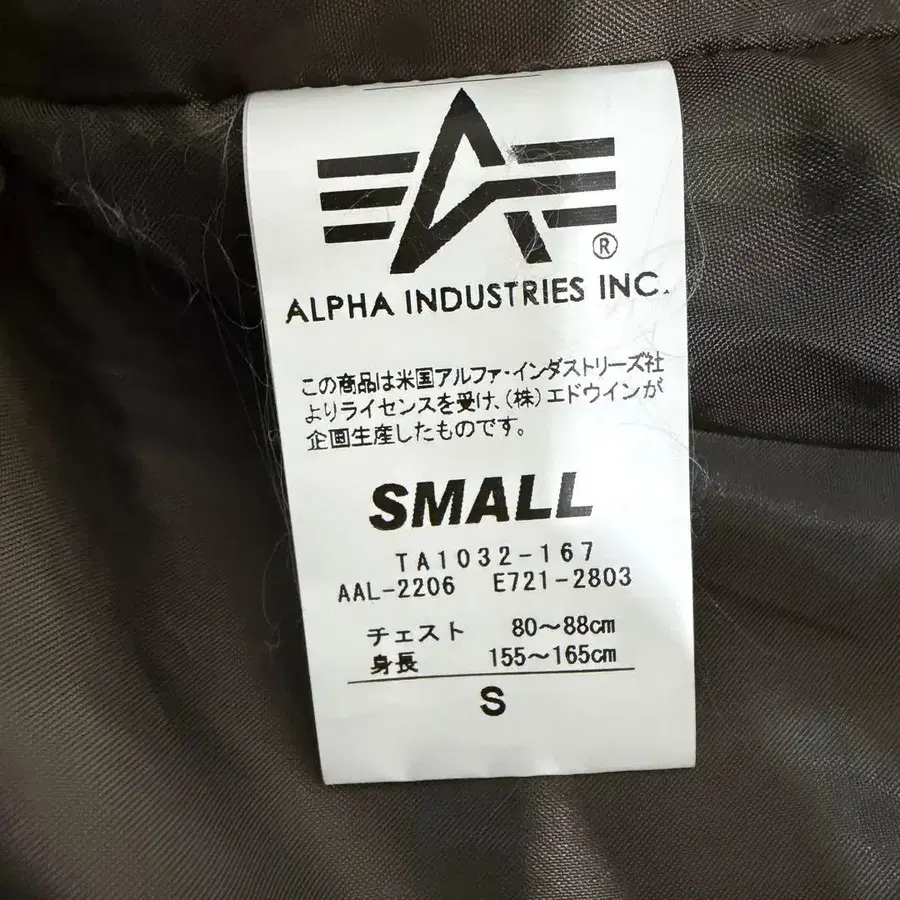 ®
ALPHA INDUSTRIES INC.
この商品は米国アルファ・インダストリーズ社
よりライセンスを受け、(株)エドウインが
企画生産したものです。
SMALL
TA1032-167
AAL-2206 E721-2803
チェスト 80～88cm
身長 155～165cm
S